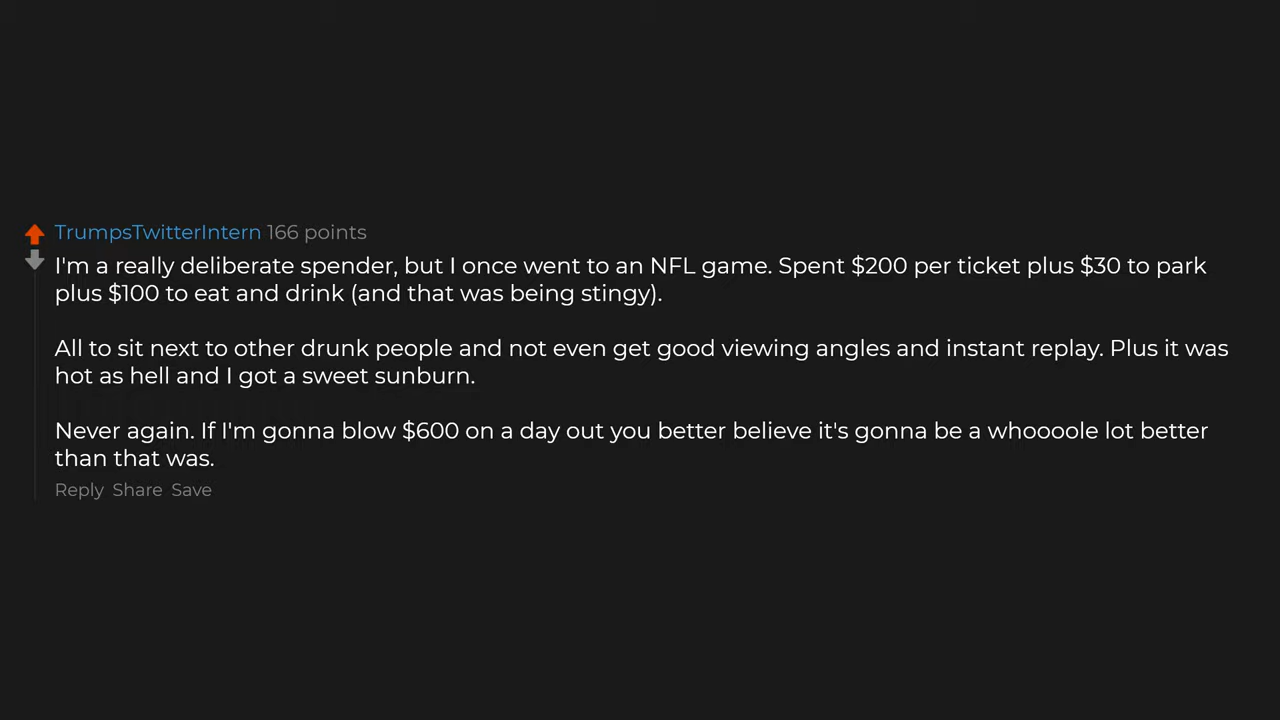 TrumpsTwitterIntern 166 points
I'm a really deliberate spender, but I once went to an NFL game. Spent $200 per ticket plus $30 to park
plus $100 to eat and drink (and that was being stingy).
All to sit next to other drunk people and not even get good viewing angles and instant replay. Plus it was
hot as hell and I got a sweet sunburn.
Never again. If I'm gonna blow $600 on a day out you better believe it's gonna be a whoooole lot better
than that was.
Reply Share Save